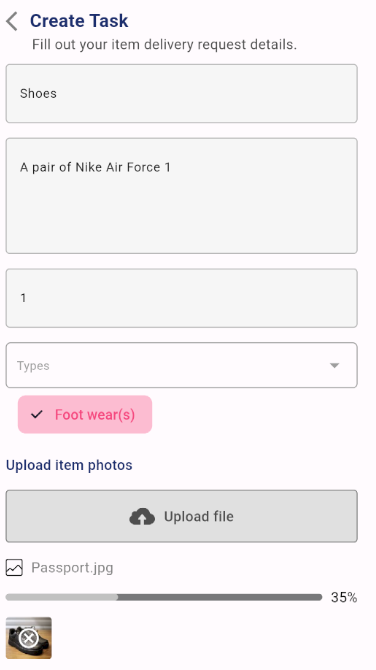 Create Task
Fill out your item delivery request details.
Shoes
A pair of Nike Air Force 1
1
Types
Foot wear(s)
Upload item photos
Upload file
Passport.jpg
35%